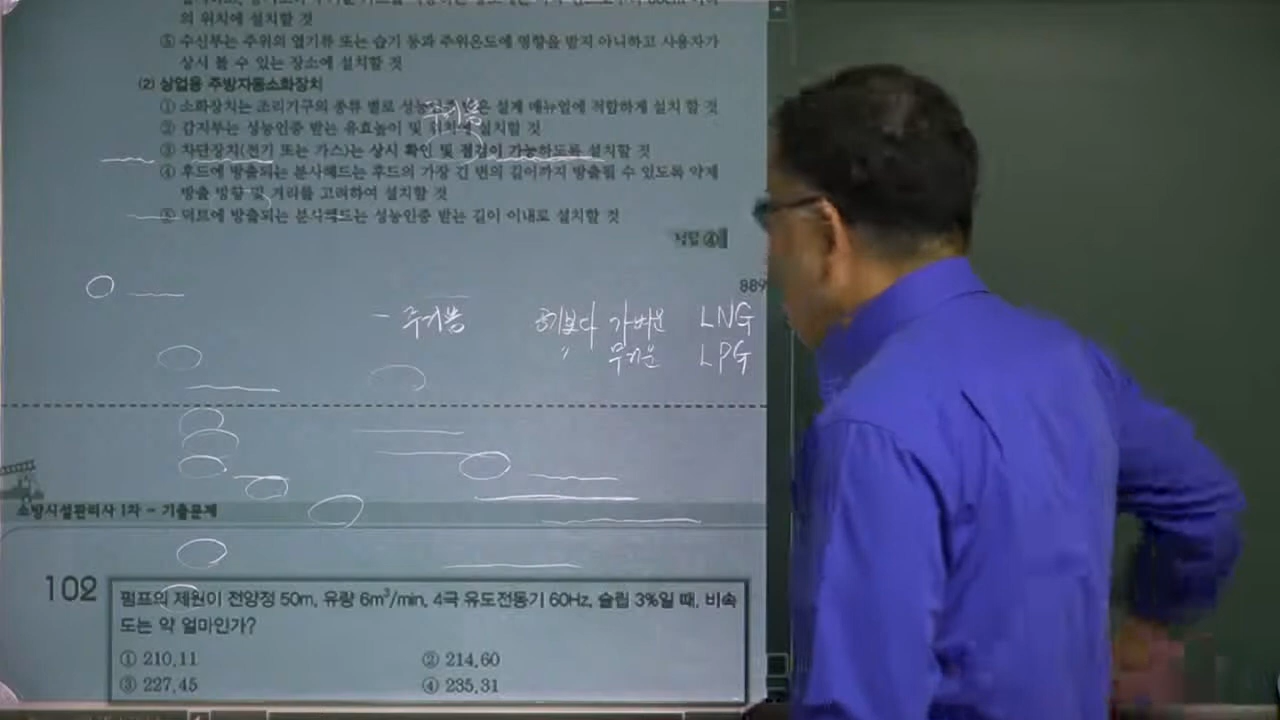 의 위치에 설치할 것
⑤ 수신부는 주위의 열기류 또는 습기 등과 주위온도에 영향을 받지 아니하고 사용자가
상시 볼 수 있는 장소에 설치할 것
(2) 상업용 주방자동소화장치
① 소화장치는 조리기구의 종류 별로 성능인증 받은 설계 매뉴얼에 적합하게 설치 할 것
② 감지부는 성능인증 받는 유효높이 및 위치에 설치할 것
③ 차단장치(전기 또는 가스)는 상시 확인 및 점검이 가능하도록 설치할 것
④ 후드에 방출되는 분사헤드는 후드의 가장 긴 변의 길이까지 방출될 수 있도록 약제
방출 방향 및 거리를 고려하여 설치할 것
⑤ 덕트에 방출되는 분사헤드는 성능인증 받는 길이 이내로 설치할 것
정답 ④
889
공기보다 가벼운 LNG
〃 무거운 LPG
소방시설관리사 1차 - 기출문제
102 펌프의 제원이 전양정 50m, 유량 6m³/min, 4극 유도전동기 60Hz, 슬립 3%일 때, 비속
도는 약 얼마인가?
① 210.11 ② 214.60
③ 227.45 ④ 235.31